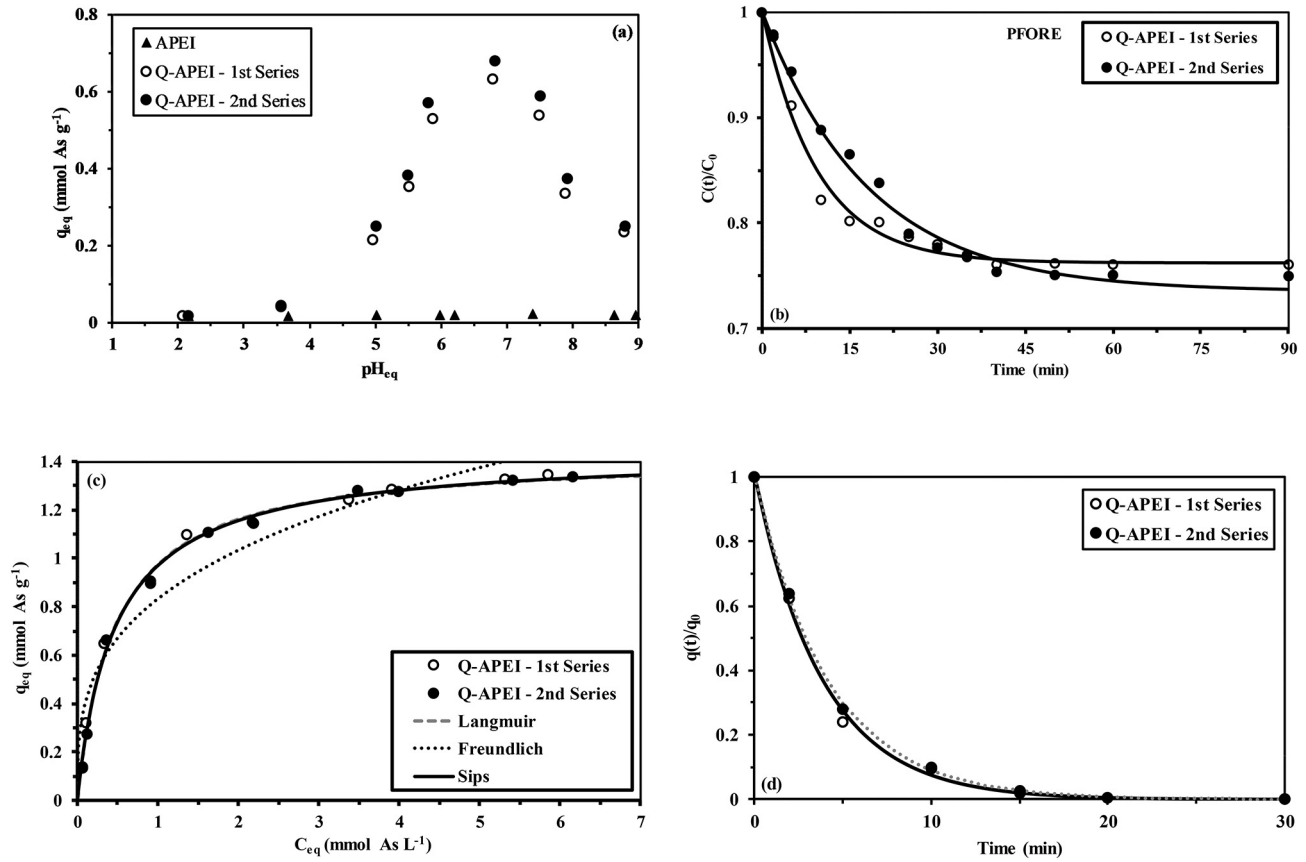 (a)
APEI
Q-APEI - 1st Series
Q-APEI - 2nd Series
0.8
0.6
0.4
0.2
0
q_eq (mmol As g⁻¹)
1 2 3 4 5 6 7 8 9
pH_eq
PFORE
Q-APEI - 1st Series
Q-APEI - 2nd Series
1
0.9
0.8
0.7
C(t)/C₀
(b)
0 15 30 45 60 75 90
Time (min)
(c)
1.4
1.2
1
0.8
0.6
0.4
0.2
0
q_eq (mmol As g⁻¹)
Q-APEI - 1st Series
Q-APEI - 2nd Series
Langmuir
Freundlich
Sips
0 1 2 3 4 5 6 7
C_eq (mmol As L⁻¹)
Q-APEI - 1st Series
Q-APEI - 2nd Series
1
0.8
0.6
0.4
0.2
0
q(t)/q₀
(d)
0 10 20 30
Time (min)